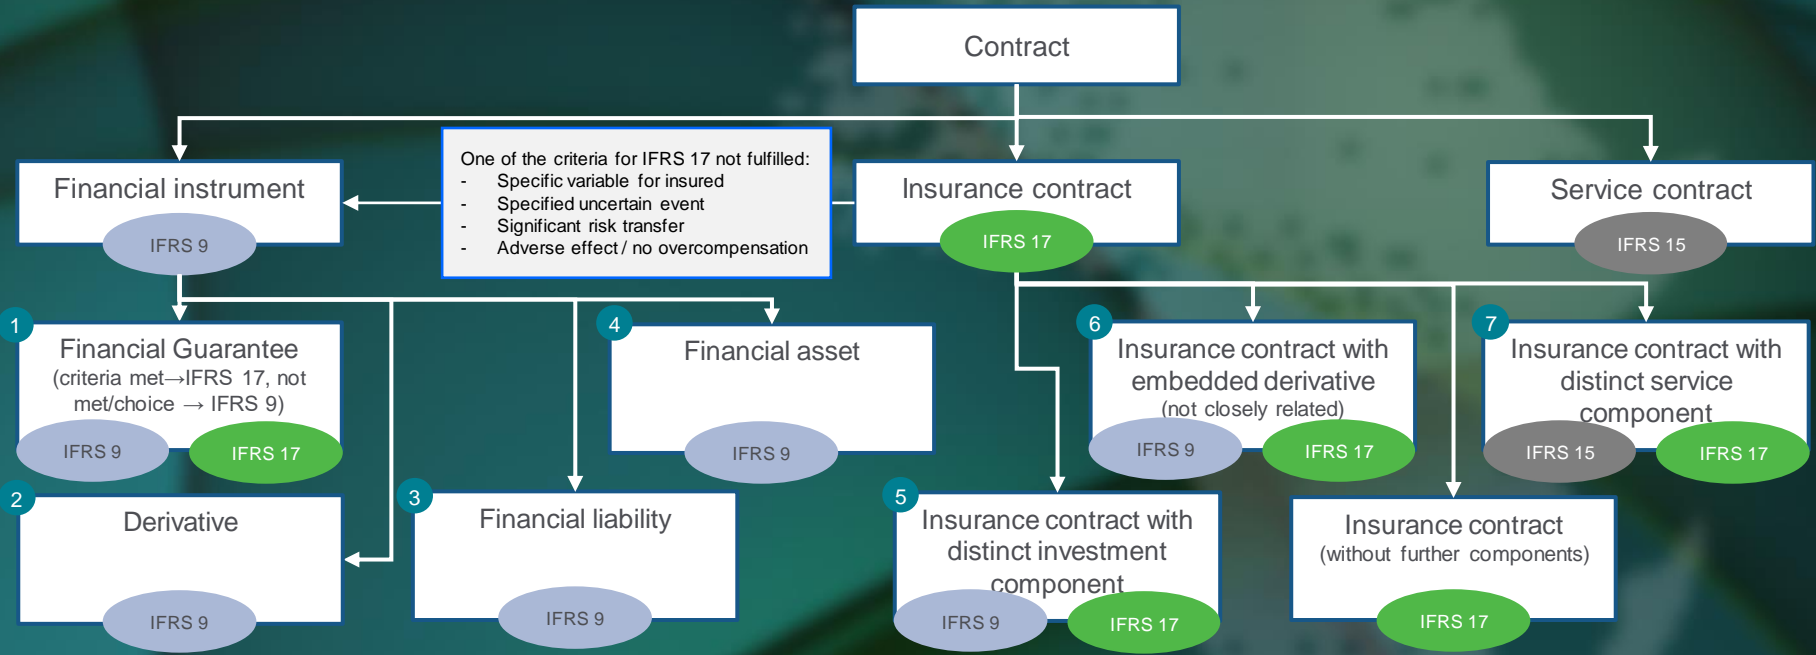 Contract
Financial instrument
IFRS 9
One of the criteria for IFRS 17 not fulfilled:
- Specific variable for insured
- Specified uncertain event
- Significant risk transfer
- Adverse effect / no overcompensation
Insurance contract
IFRS 17
Service contract
IFRS 15
1
Financial Guarantee
(criteria met→IFRS 17, not
met/choice → IFRS 9)
IFRS 9
IFRS 17
4
Financial asset
IFRS 9
6
Insurance contract with
embedded derivative
(not closely related)
IFRS 9
IFRS 17
7
Insurance contract with
distinct service
component
IFRS 15
IFRS 17
2
Derivative
IFRS 9
3
Financial liability
IFRS 9
5
Insurance contract with
distinct investment
component
IFRS 9
IFRS 17
Insurance contract
(without further components)
IFRS 17